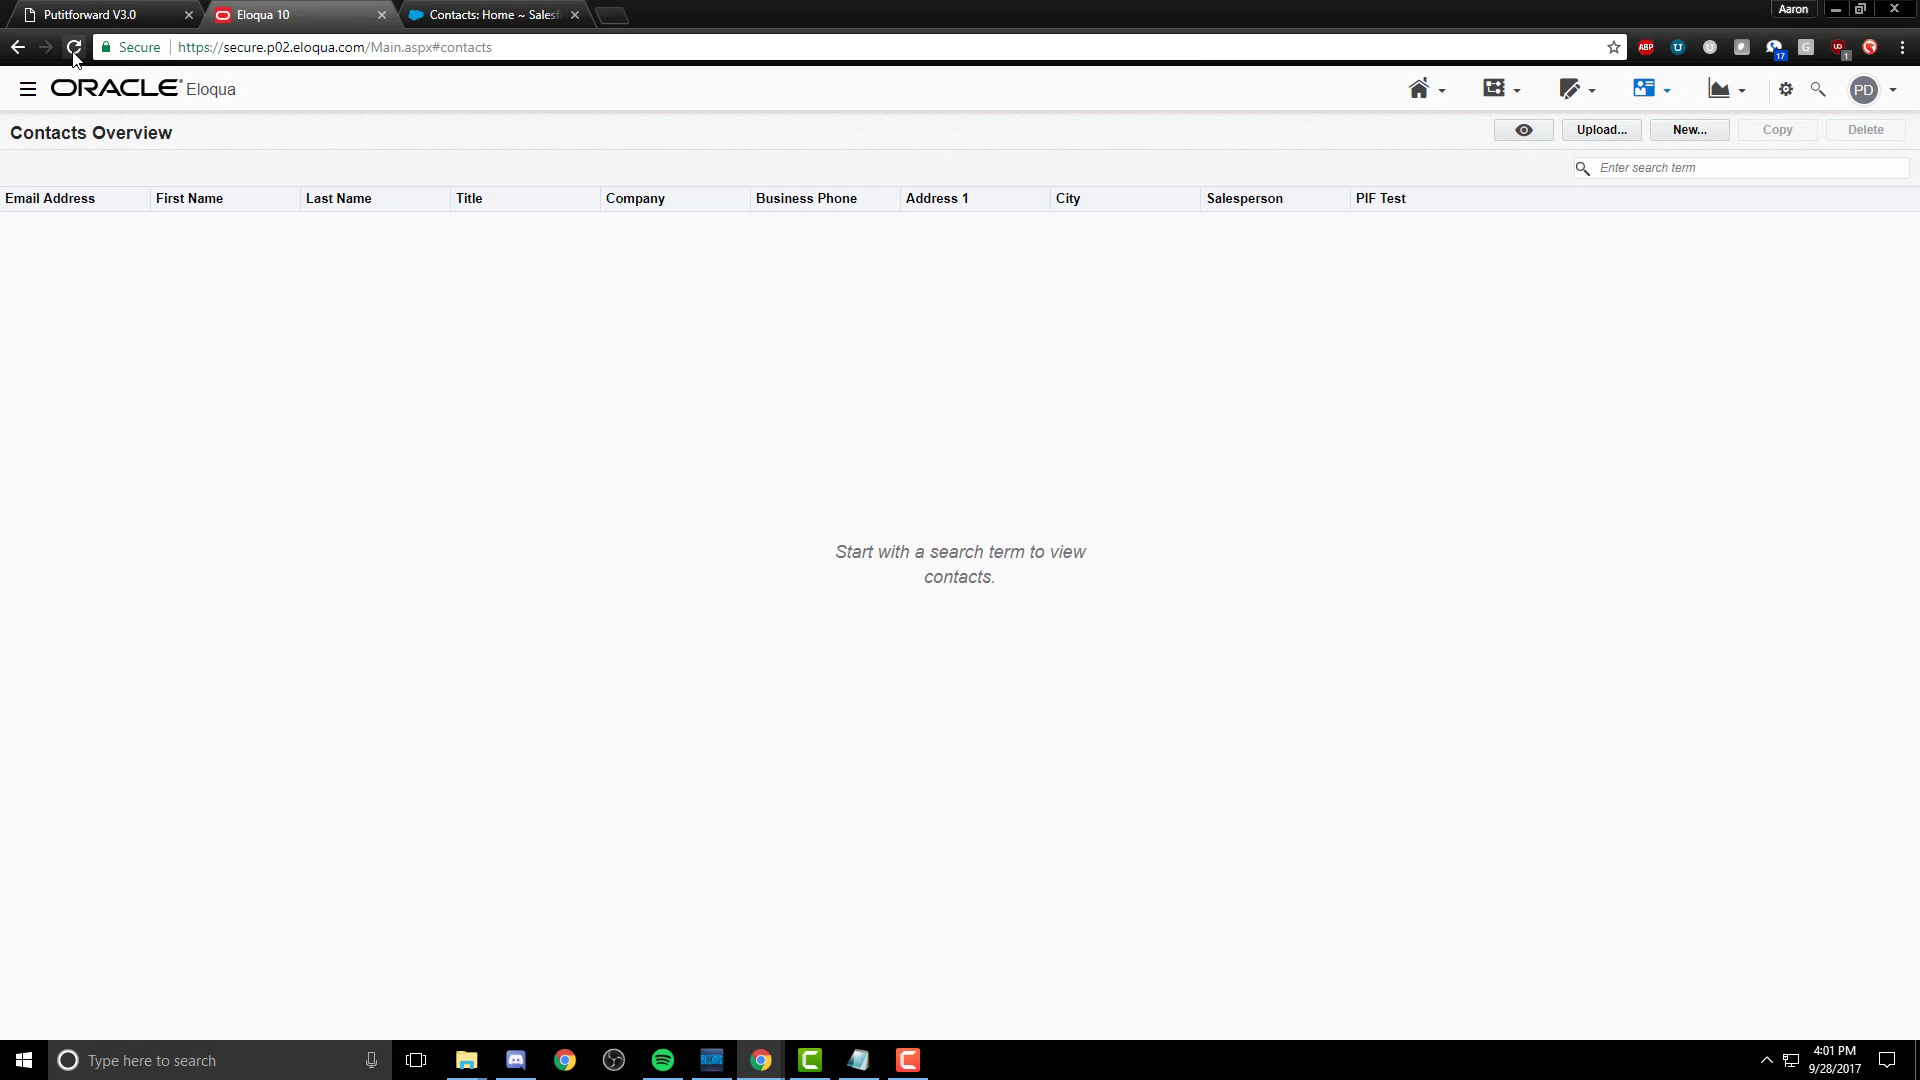 Putitforward V3.0
Eloqua 10
Contacts: Home ~ Salesf
Aaron
Secure
https://secure.p02.eloqua.com/Main.aspx#contacts
ABP
17
G
1
ORACLE Eloqua
PD
Contacts Overview
Upload...
New...
Copy
Delete
Enter search term
Email Address
First Name
Last Name
Title
Company
Business Phone
Address 1
City
Salesperson
PIF Test
Start with a search term to view
contacts.
Type here to search
4:01 PM
9/28/2017